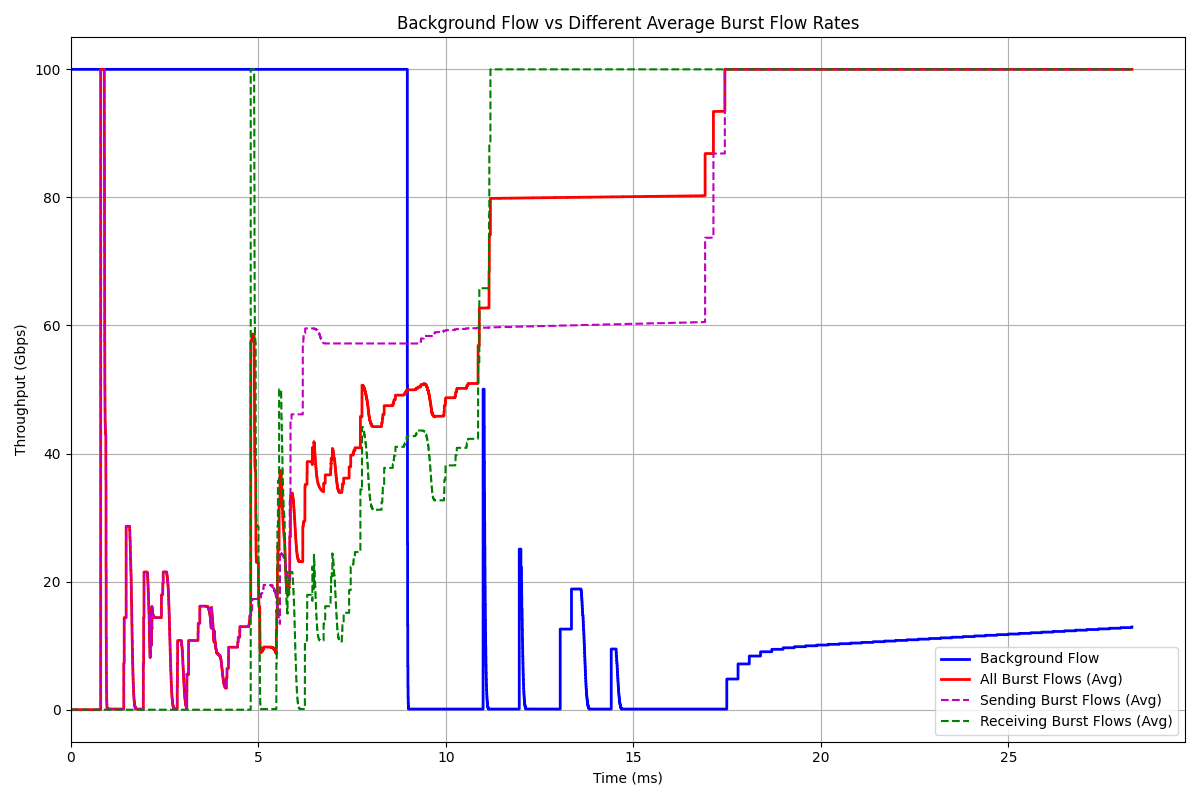 Background Flow vs Different Average Burst Flow Rates
Throughput (Gbps)
100
80
60
40
20
0
0 5 10 15 20 25
Time (ms)
Background Flow
All Burst Flows (Avg)
Sending Burst Flows (Avg)
Receiving Burst Flows (Avg)